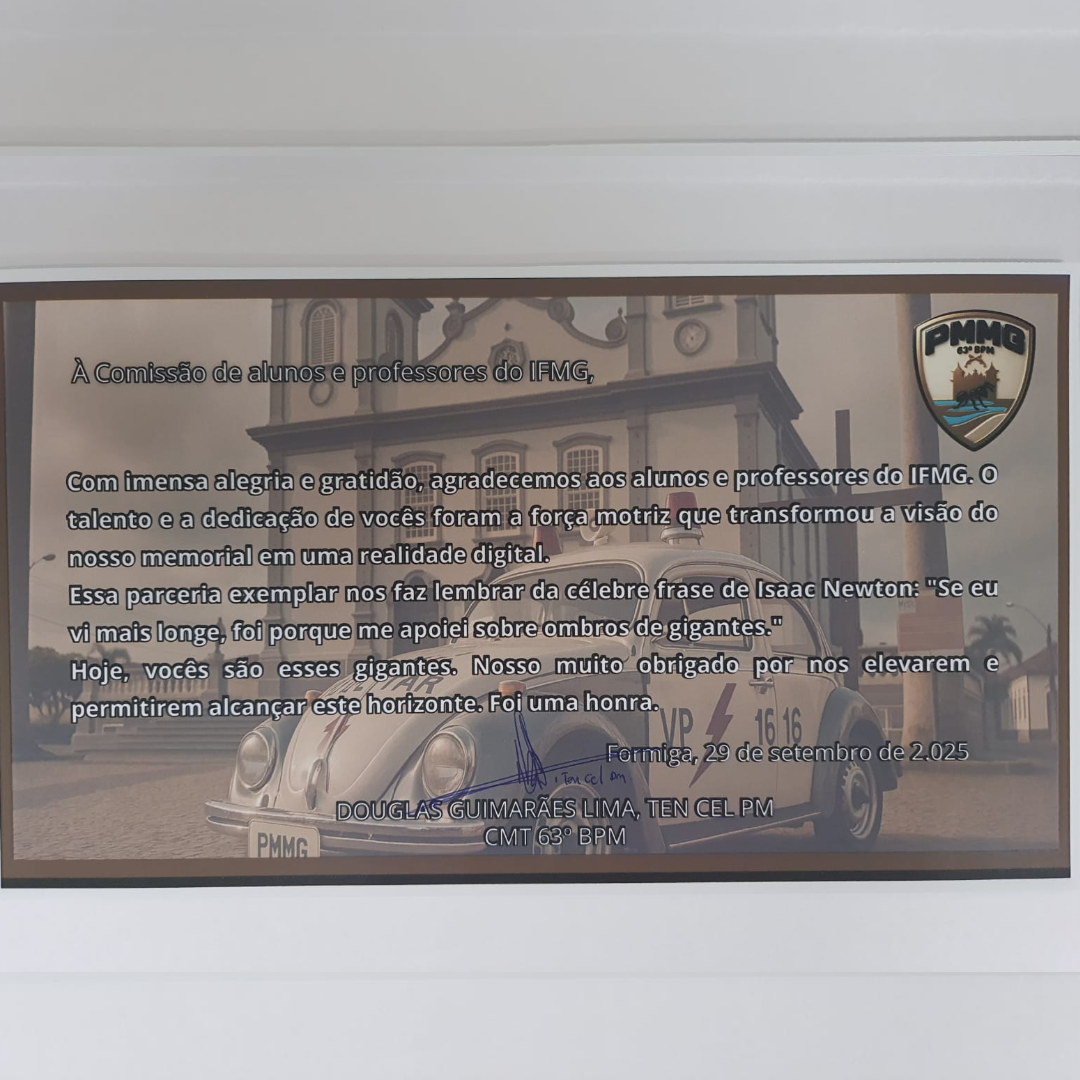 PMMG
63º BPM
À Comissão de alunos e professores do IFMG,
Com imensa alegria e gratidão, agradecemos aos alunos e professores do IFMG. O
talento e a dedicação de vocês foram a força motriz que transformou a visão do
nosso memorial em uma realidade digital.
Essa parceria exemplar nos faz lembrar da célebre frase de Isaac Newton: "Se eu
vi mais longe, foi porque me apoiei sobre ombros de gigantes."
Hoje, vocês são esses gigantes. Nosso muito obrigado por nos elevarem e
permitirem alcançar este horizonte. Foi uma honra.
VP 16 16
Formiga, 29 de setembro de 2.025
, Ten Cel PM
DOUGLAS GUIMARÃES LIMA, TEN CEL PM
CMT 63º BPM
PMMG